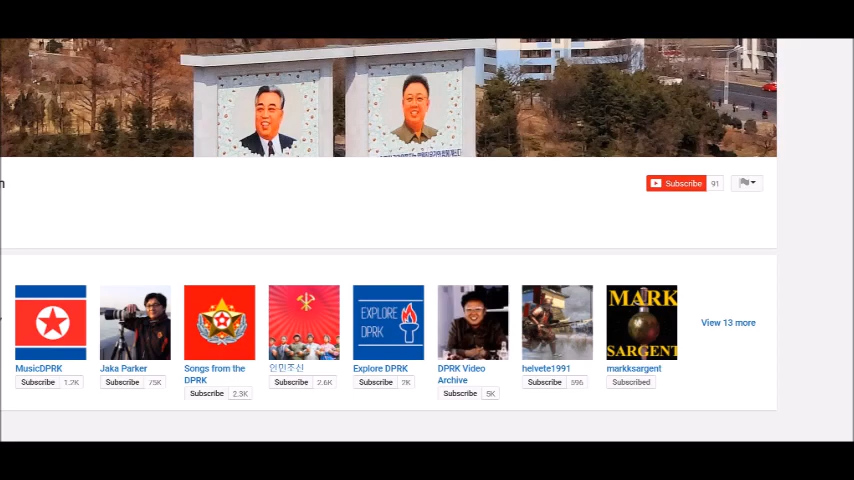 n
Subscribe 91
EXPLORE
DPRK
MARK
SARGENT
View 13 more
MusicDPRK
Subscribe 1.2K
Jaka Parker
Subscribe 75K
Songs from the
DPRK
Subscribe 2.3K
인민조선
Subscribe 2.6K
Explore DPRK
Subscribe 2K
DPRK Video
Archive
Subscribe 5K
helvete1991
Subscribe 596
markksargent
Subscribed